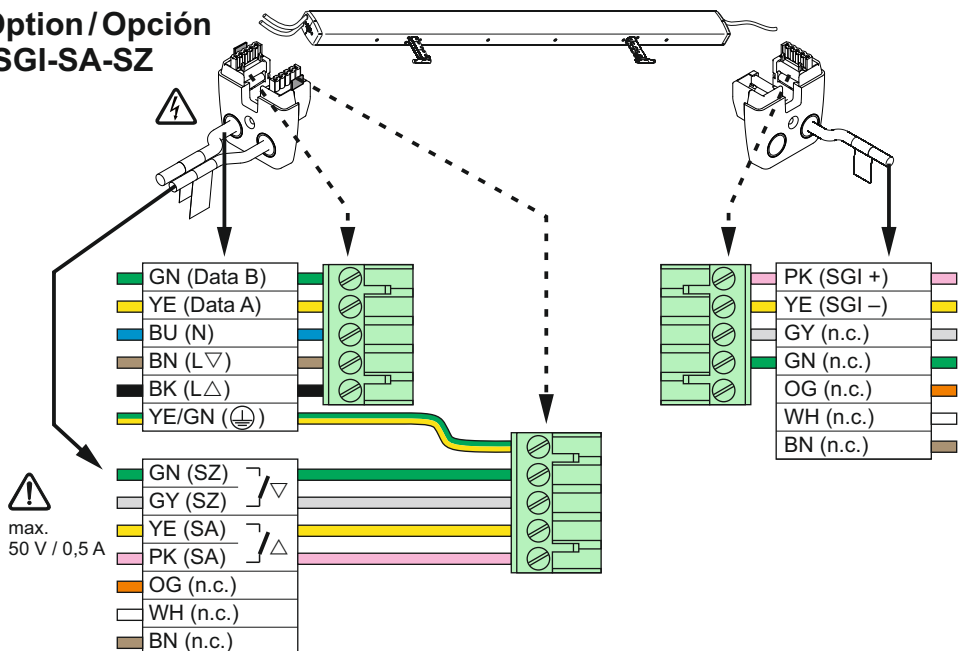 Option / Opción
SGI-SA-SZ
GN (Data B)
YE (Data A)
BU (N)
BN (L▽)
BK (L△)
YE/GN (⏚)
PK (SGI +)
YE (SGI –)
GY (n.c.)
GN (n.c.)
OG (n.c.)
WH (n.c.)
BN (n.c.)
max.
50 V / 0,5 A
GN (SZ)
GY (SZ)
▽
YE (SA)
PK (SA)
△
OG (n.c.)
WH (n.c.)
BN (n.c.)